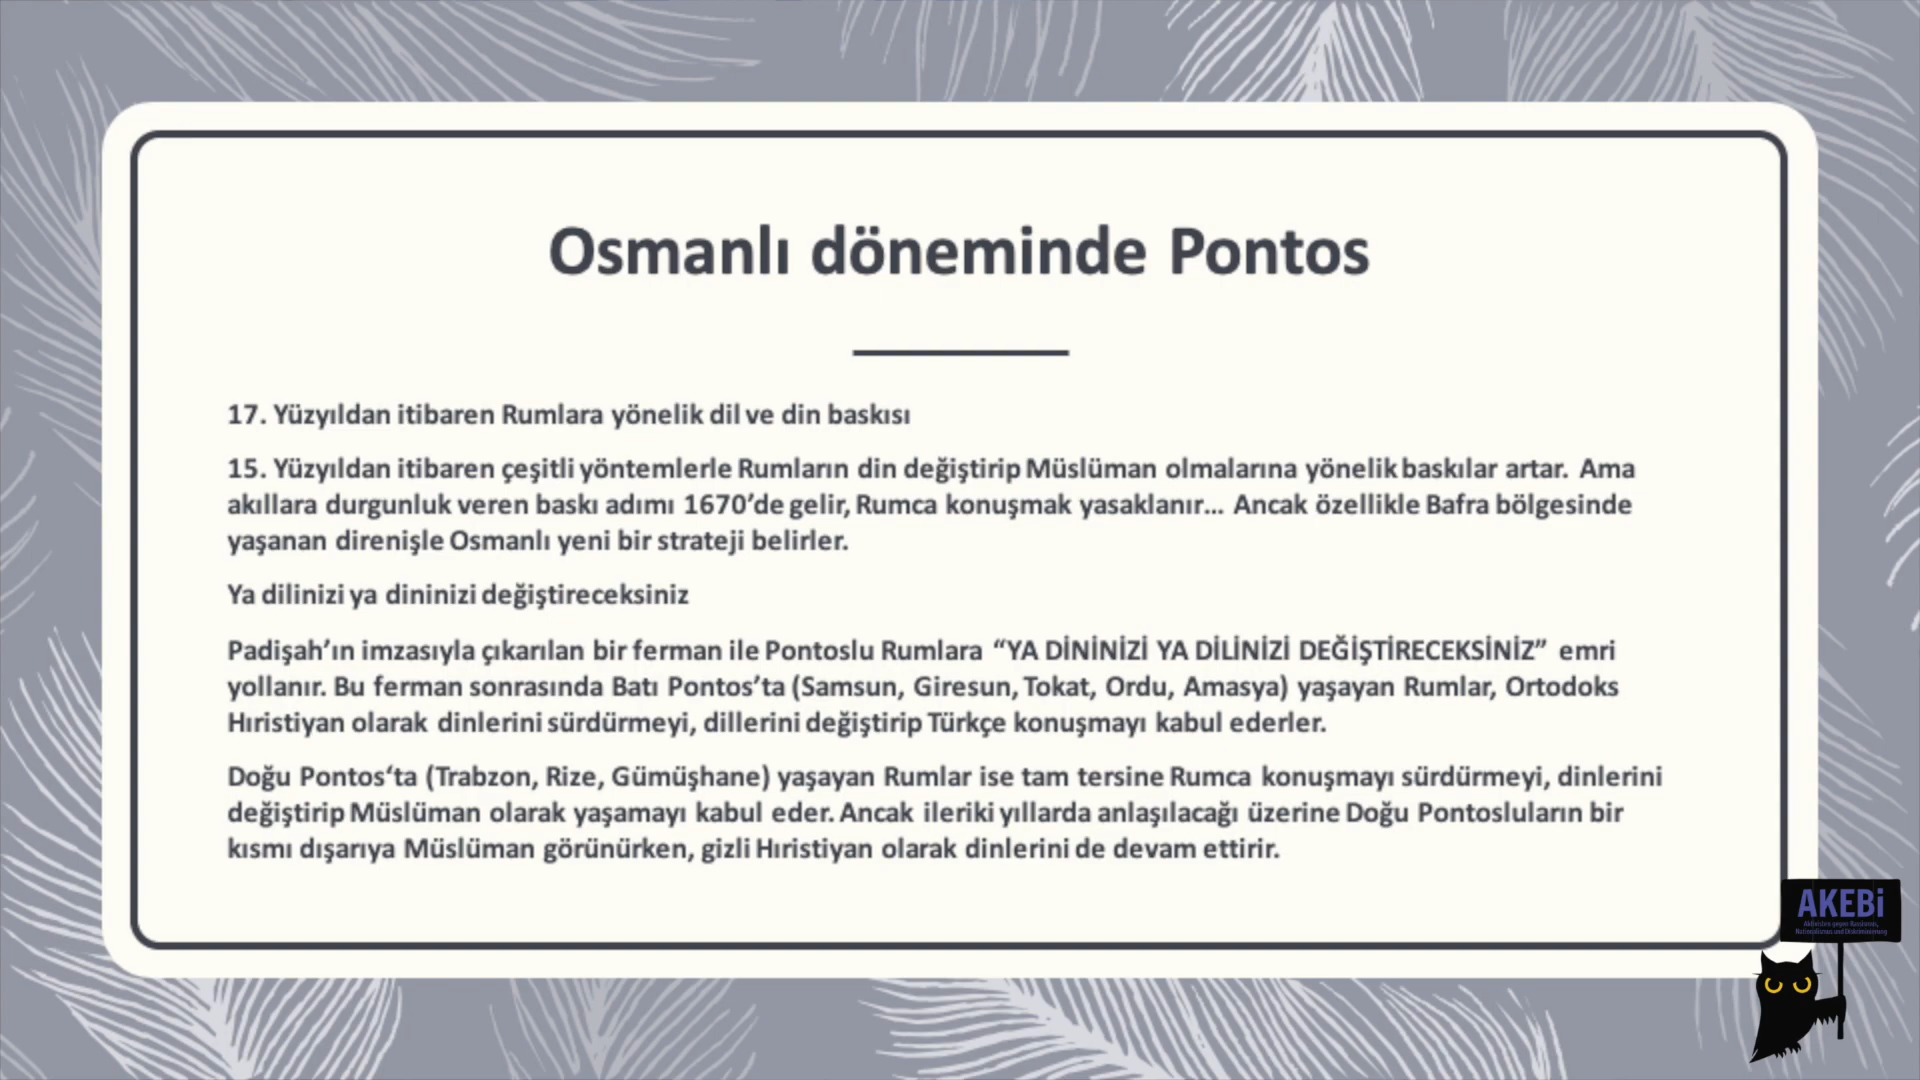 Osmanlı döneminde Pontos
17. Yüzyıldan itibaren Rumlara yönelik dil ve din baskısı
15. Yüzyıldan itibaren çeşitli yöntemlerle Rumların din değiştirip Müslüman olmalarına yönelik baskılar artar. Ama
akıllara durgunluk veren baskı adımı 1670’de gelir, Rumca konuşmak yasaklanır... Ancak özellikle Bafra bölgesinde
yaşanan direnişle Osmanlı yeni bir strateji belirler.
Ya dilinizi ya dininizi değiştireceksiniz
Padişah’ın imzasıyla çıkarılan bir ferman ile Pontoslu Rumlara “YA DİNİNİZİ YA DİLİNİZİ DEĞİŞTİRECEKSİNİZ” emri
yollanır. Bu ferman sonrasında Batı Pontos’ta (Samsun, Giresun, Tokat, Ordu, Amasya) yaşayan Rumlar, Ortodoks
Hıristiyan olarak dinlerini sürdürmeyi, dillerini değiştirip Türkçe konuşmayı kabul ederler.
Doğu Pontos‘ta (Trabzon, Rize, Gümüşhane) yaşayan Rumlar ise tam tersine Rumca konuşmayı sürdürmeyi, dinlerini
değiştirip Müslüman olarak yaşamayı kabul eder. Ancak ileriki yıllarda anlaşılacağı üzerine Doğu Pontosluların bir
kısmı dışarıya Müslüman görünürken, gizli Hıristiyan olarak dinlerini de devam ettirir.
AKEBi
Aktivisten gegen Rassismus,
Nationalismus und Diskriminierung